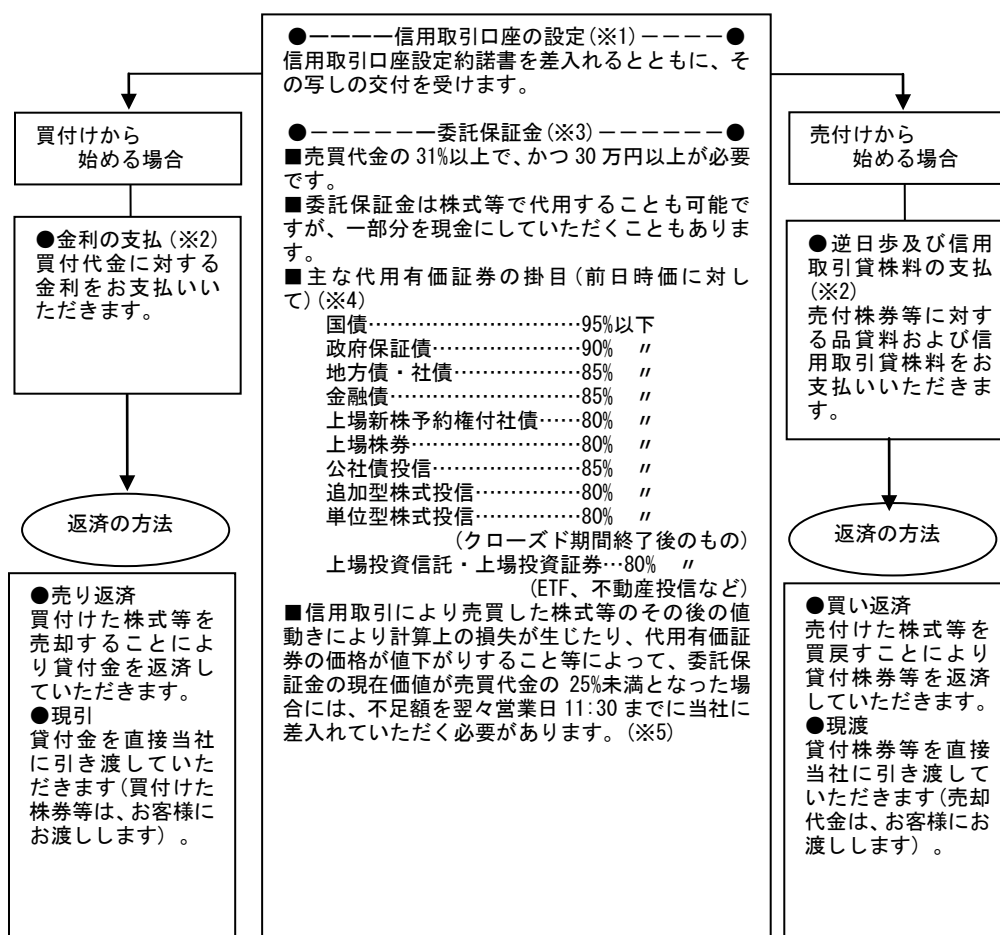 ●ーーーー信用取引口座の設定(※1)－－－－●
信用取引口座設定約諾書を差入れるとともに、そ
の写しの交付を受けます。
●－－－－－－委託保証金(※3)－－－－－－●
■売買代金の 31%以上で、かつ 30 万円以上が必要
です。
■委託保証金は株式等で代用することも可能で
すが、一部分を現金にしていただくこともありま
す。
■主な代用有価証券の掛目(前日時価に対し
て)(※4)
国債…………………………95%以下
政府保証債…………………90% 〃
地方債・社債………………85% 〃
金融債………………………85% 〃
上場新株予約権付社債……80% 〃
上場株券……………………80% 〃
公社債投信…………………85% 〃
追加型株式投信……………80% 〃
単位型株式投信……………80% 〃
(クローズド期間終了後のもの)
上場投資信託・上場投資証券…80% 〃
(ETF、不動産投信など)
■信用取引により売買した株式等のその後の値
動きにより計算上の損失が生じたり、代用有価証
券の価格が値下がりすること等によって、委託保
証金の現在価値が売買代金の 25%未満となった場
合には、不足額を翌々営業日 11:30 までに当社に
差入れていただく必要があります。(※5)
買付けから
始める場合
●金利の支払(※2)
買付代金に対する
金利をお支払いい
ただきます。
返済の方法
●売り返済
買付けた株式等を
売却することによ
り貸付金を返済し
ていただきます。
●現引
貸付金を直接当社
に引き渡していた
だきます(買付けた
株券等は、お客様に
お渡しします) 。
売付けから
始める場合
●逆日歩及び信用
取引貸株料の支払
(※2)
売付株券等に対す
る品貸料および信
用取引貸株料をお
支払いいただきま
す。
返済の方法
●買い返済
売付けた株式等を
買戻すことにより
貸付株券等を返済
していただきます。
●現渡
貸付株券等を直接
当社に引き渡して
いただきます(売却
代金は、お客様にお
渡しします) 。